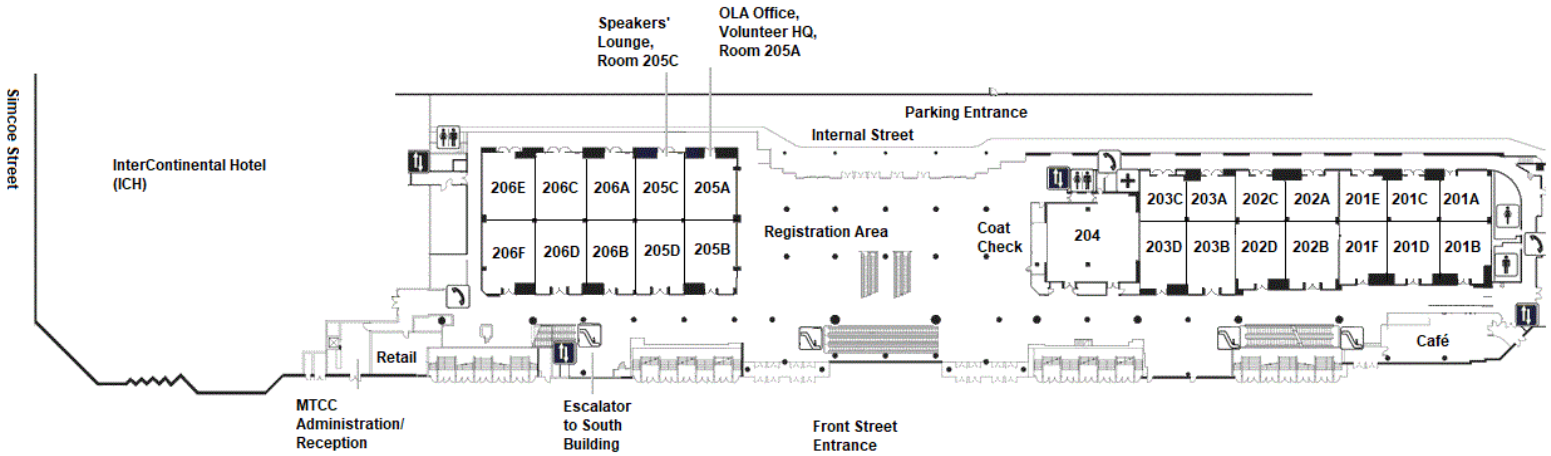 Speakers'
Lounge,
Room 205C
OLA Office,
Volunteer HQ,
Room 205A
Simcoe Street
InterContinental Hotel
(ICH)
Parking Entrance
Internal Street
206E
206C
206A
205C
205A
206F
206D
206B
205D
205B
Registration Area
Coat
Check
204
203C
203A
202C
202A
201E
201C
201A
203D
203B
202D
202B
201F
201D
201B
Retail
Café
MTCC
Administration/
Reception
Escalator
to South
Building
Front Street
Entrance